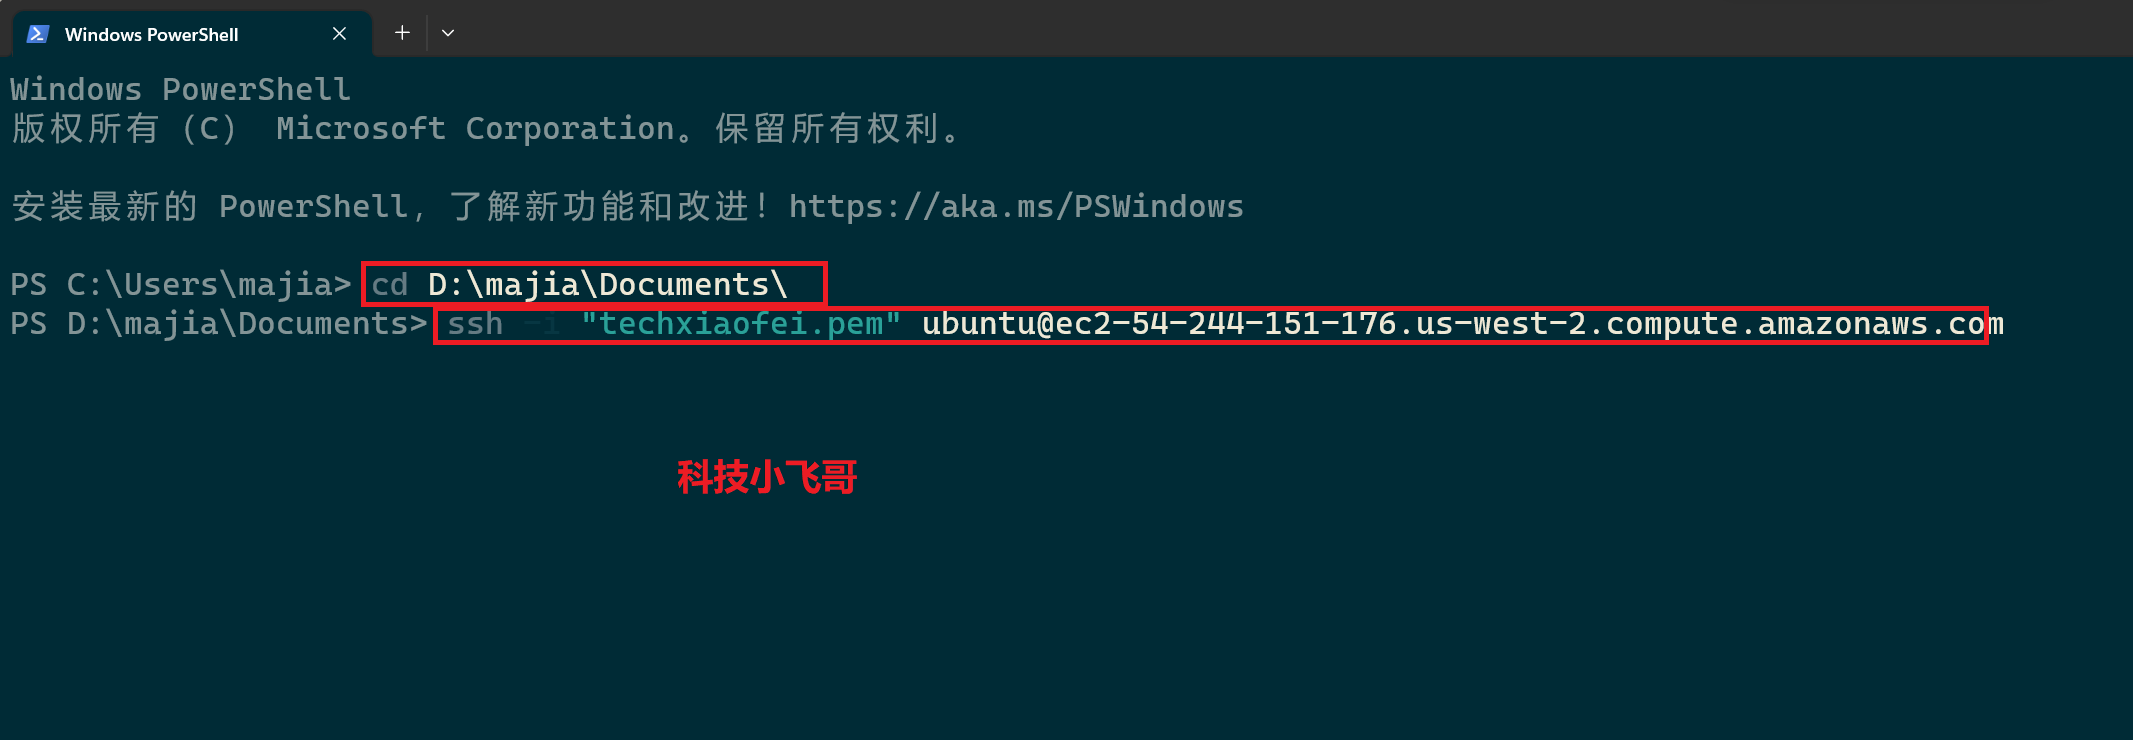 Windows PowerShell
Windows PowerShell
版权所有 (C)  Microsoft Corporation。保留所有权利。
安装最新的 PowerShell，了解新功能和改进！https://aka.ms/PSWindows
PS C:\Users\majia> cd D:\majia\Documents\
PS D:\majia\Documents> ssh -i "techxiaofei.pem" ubuntu@ec2-54-244-151-176.us-west-2.compute.amazonaws.com
科技小飞哥